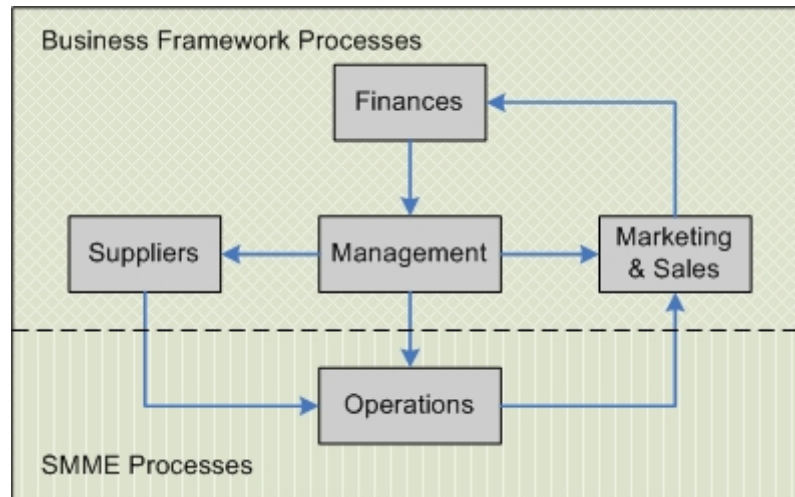 Business Framework Processes
Finances
Suppliers
Management
Marketing
& Sales
Operations
SMME Processes